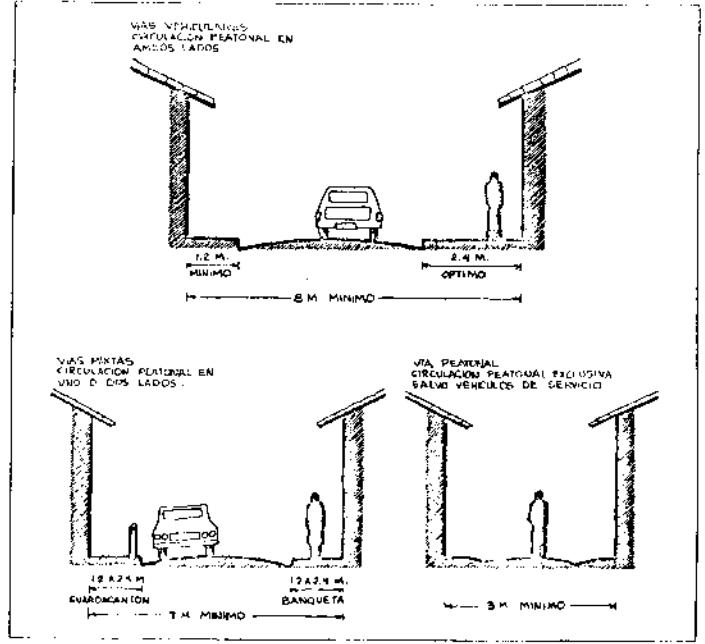 VIAS VEHICULARES
CIRCULACION PEATONAL EN
AMBOS LADOS
1.2 M.
MINIMO
2.4 M.
OPTIMO
8 M MINIMO
VIAS MIXTAS
CIRCULACION PEATONAL EN
UNO O DOS LADOS.
1.2 A 2.4 M
GUARDACANTON
1.2 A 2.4 M.
BANQUETA
7 M MINIMO
VIA PEATONAL
CIRCULACION PEATONAL EXCLUSIVA
SALVO VEHICULOS DE SERVICIO
3 M MINIMO